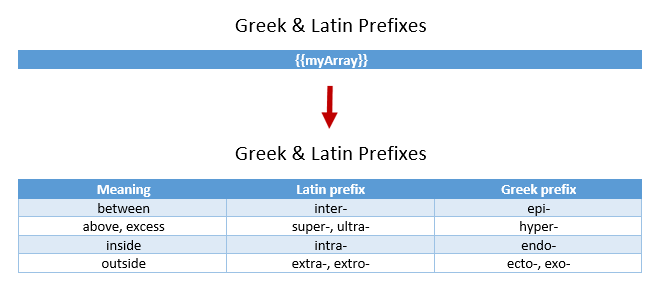 Greek & Latin Prefixes
{{myArray}}
Greek & Latin Prefixes
Meaning Latin prefix Greek prefix
between inter- epi-
above, excess super-, ultra- hyper-
inside intra- endo-
outside extra-, extro- ecto-, exo-